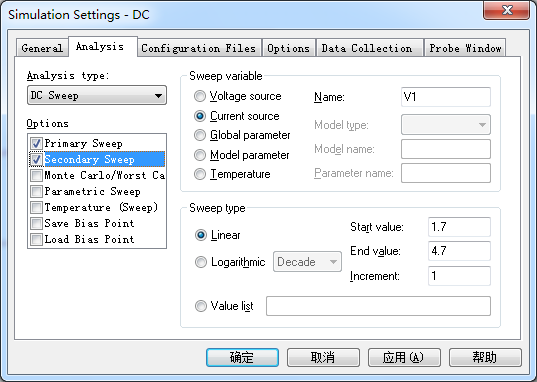 Simulation Settings - DC
General Analysis Configuration Files Options Data Collection Probe Window
Analysis type:
DC Sweep
Options
Primary Sweep
Secondary Sweep
Monte Carlo/Worst Ca
Parametric Sweep
Temperature (Sweep)
Save Bias Point
Load Bias Point
Sweep variable
Voltage source
Current source
Global parameter
Model parameter
Temperature
Name: V1
Model type:
Model name:
Parameter name:
Sweep type
Linear
Logarithmic Decade
Value list
Start value: 1.7
End value: 4.7
Increment: 1
确定 取消 应用(A) 帮助